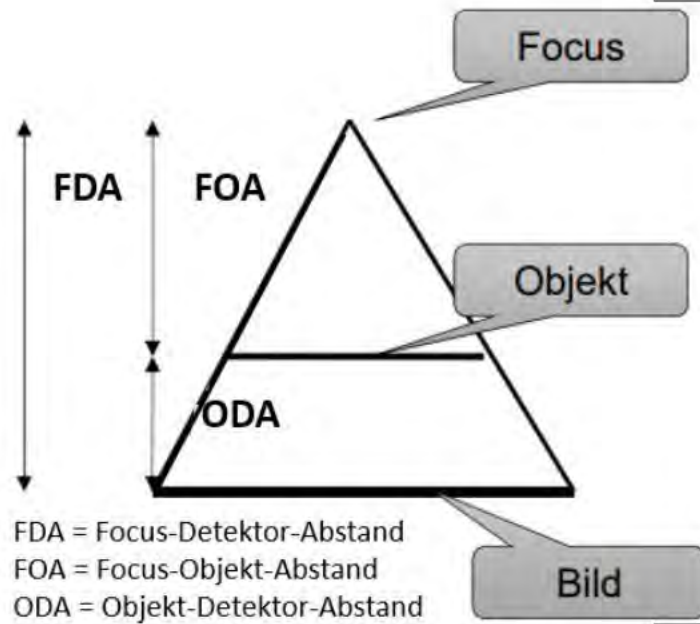 Focus
FDA
FOA
Objekt
ODA
FDA = Focus-Detektor-Abstand
FOA = Focus-Objekt-Abstand
ODA = Objekt-Detektor-Abstand
Bild